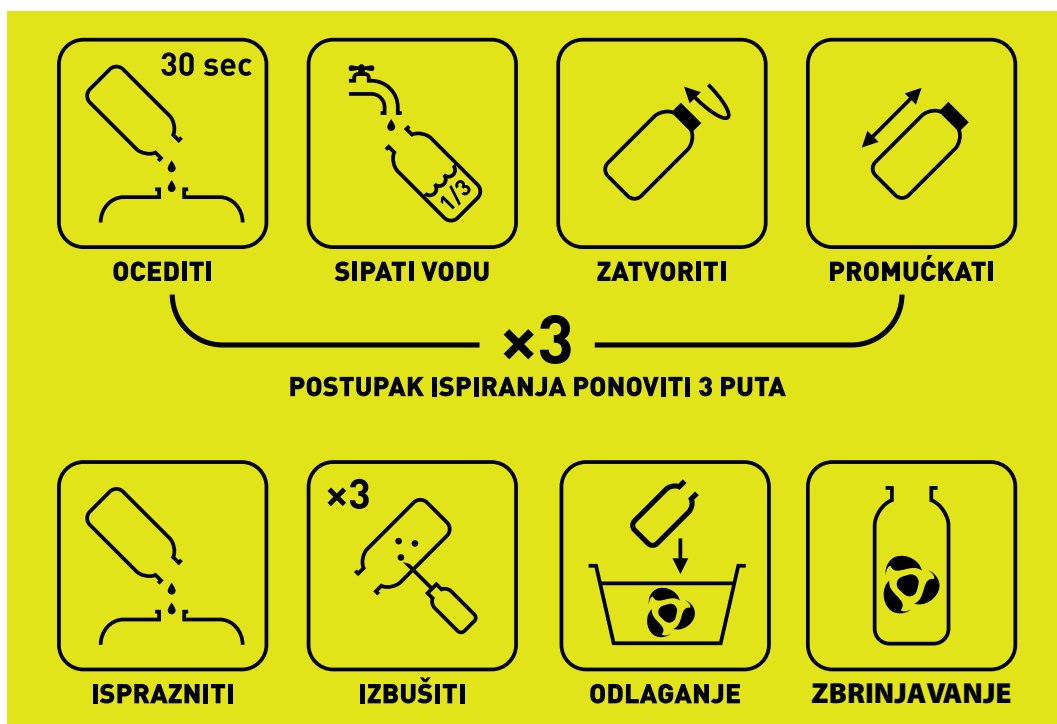 30 sec
1/3
OCEDITI
SIPATI VODU
ZATVORITI
PROMUĆKATI
×3
POSTUPAK ISPIRANJA PONOVITI 3 PUTA
×3
ISPRAZNITI
IZBUŠITI
ODLAGANJE
ZBRINJAVANJE